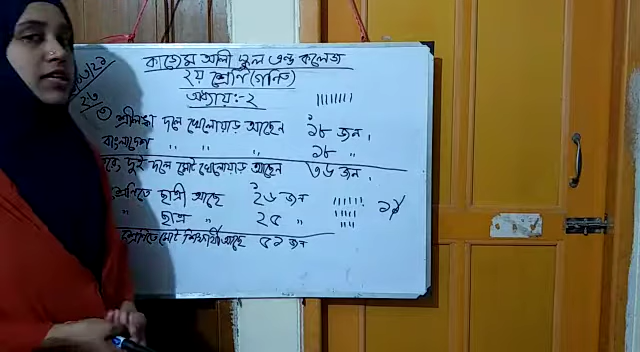 কাজেম আলী স্কুল এন্ড কলেজ
২য় শ্রেণি (গণিত)
অধ্যায়:-২
শ্রীলঙ্কা দলে খেলোয়াড় আছেন ১৮ জন।
বাংলাদেশ " " " ১৮ "
দুই দলে মোট খেলোয়াড় আছেন ৩৬ জন।
শ্রেণিতে ছাত্রী আছে ২৬ জন
" ছাত্র " ২৫ "
শ্রেণিতে মোট শিক্ষার্থী আছে ৫১ জন